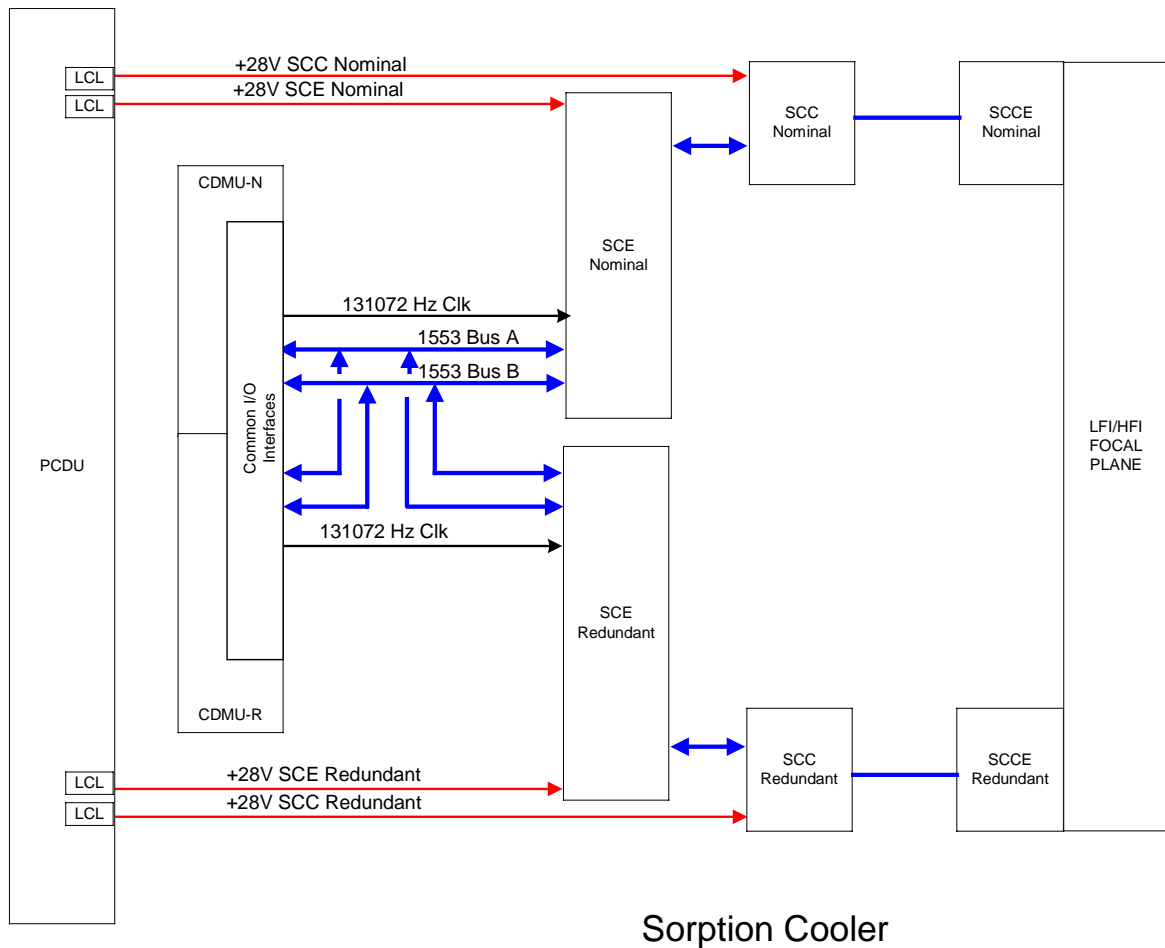 LCL
+28V SCC Nominal
LCL
+28V SCE Nominal
SCC
Nominal
SCCE
Nominal
CDMU-N
SCE
Nominal
131072 Hz Clk
1553 Bus A
1553 Bus B
Common I/O
Interfaces
PCDU
LFI/HFI
FOCAL
PLANE
131072 Hz Clk
SCE
Redundant
CDMU-R
SCC
Redundant
SCCE
Redundant
LCL
+28V SCE Redundant
LCL
+28V SCC Redundant
Sorption Cooler